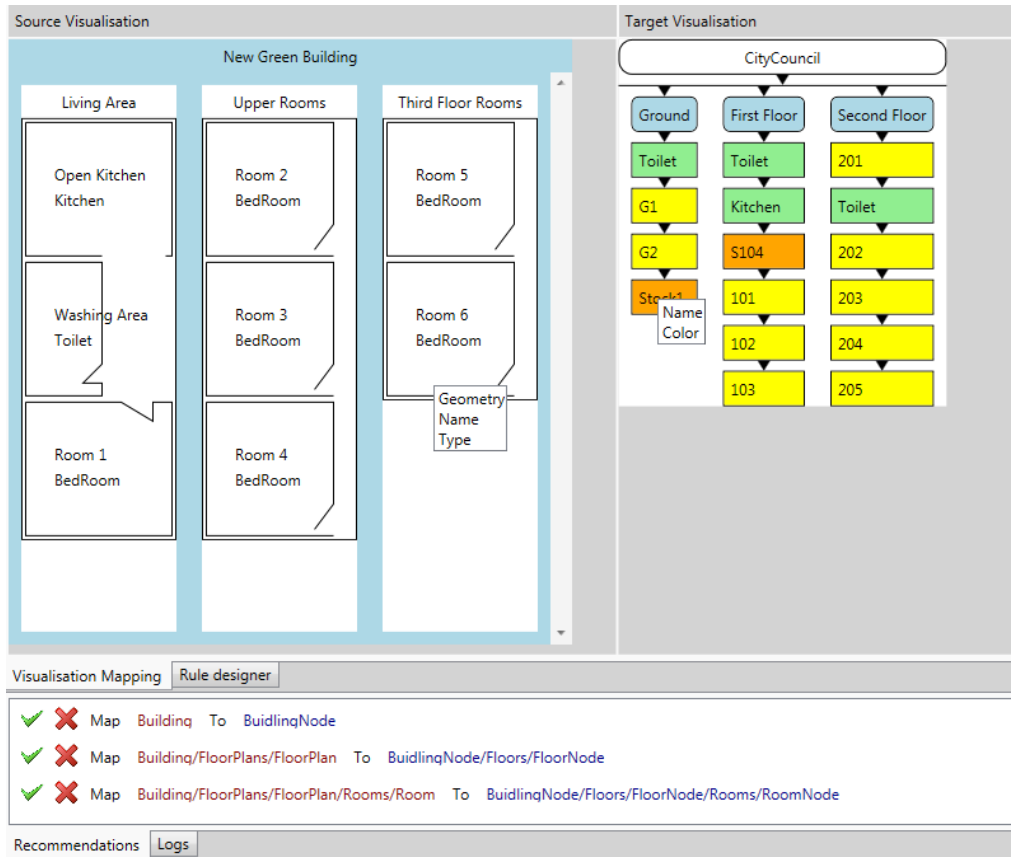 Source Visualisation
New Green Building
Living Area
Open Kitchen
Kitchen
Washing Area
Toilet
Room 1
BedRoom
Upper Rooms
Room 2
BedRoom
Room 3
BedRoom
Room 4
BedRoom
Third Floor Rooms
Room 5
BedRoom
Room 6
BedRoom
Geometry
Name
Type
Target Visualisation
CityCouncil
Ground
Toilet
G1
G2
Stock1
Name
Color
First Floor
Toilet
Kitchen
S104
101
102
103
Second Floor
201
Toilet
202
203
204
205
Visualisation Mapping Rule designer
Map Building To BuidlingNode
Map Building/FloorPlans/FloorPlan To BuidlingNode/Floors/FloorNode
Map Building/FloorPlans/FloorPlan/Rooms/Room To BuidlingNode/Floors/FloorNode/Rooms/RoomNode
Recommendations Logs